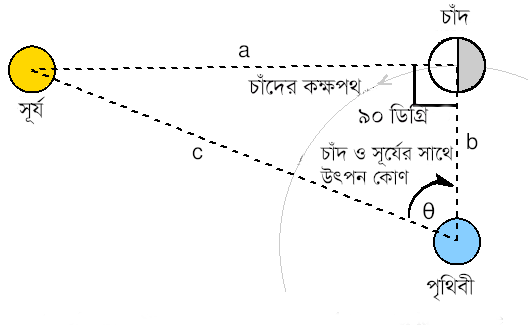 চাঁদ
a
সূর্য
চাঁদের কক্ষপথ
৯০ ডিগ্রি
b
c
চাঁদ ও সূর্যের সাথে
উৎপন কোণ
θ
পৃথিবী